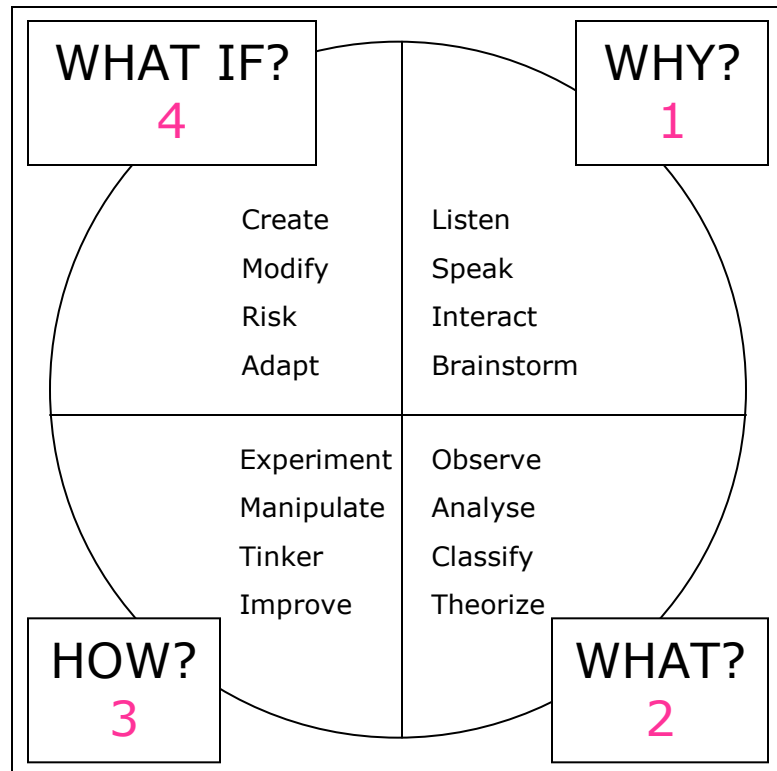 WHAT IF?
4
WHY?
1
Create
Modify
Risk
Adapt
Listen
Speak
Interact
Brainstorm
Experiment
Manipulate
Tinker
Improve
Observe
Analyse
Classify
Theorize
HOW?
3
WHAT?
2